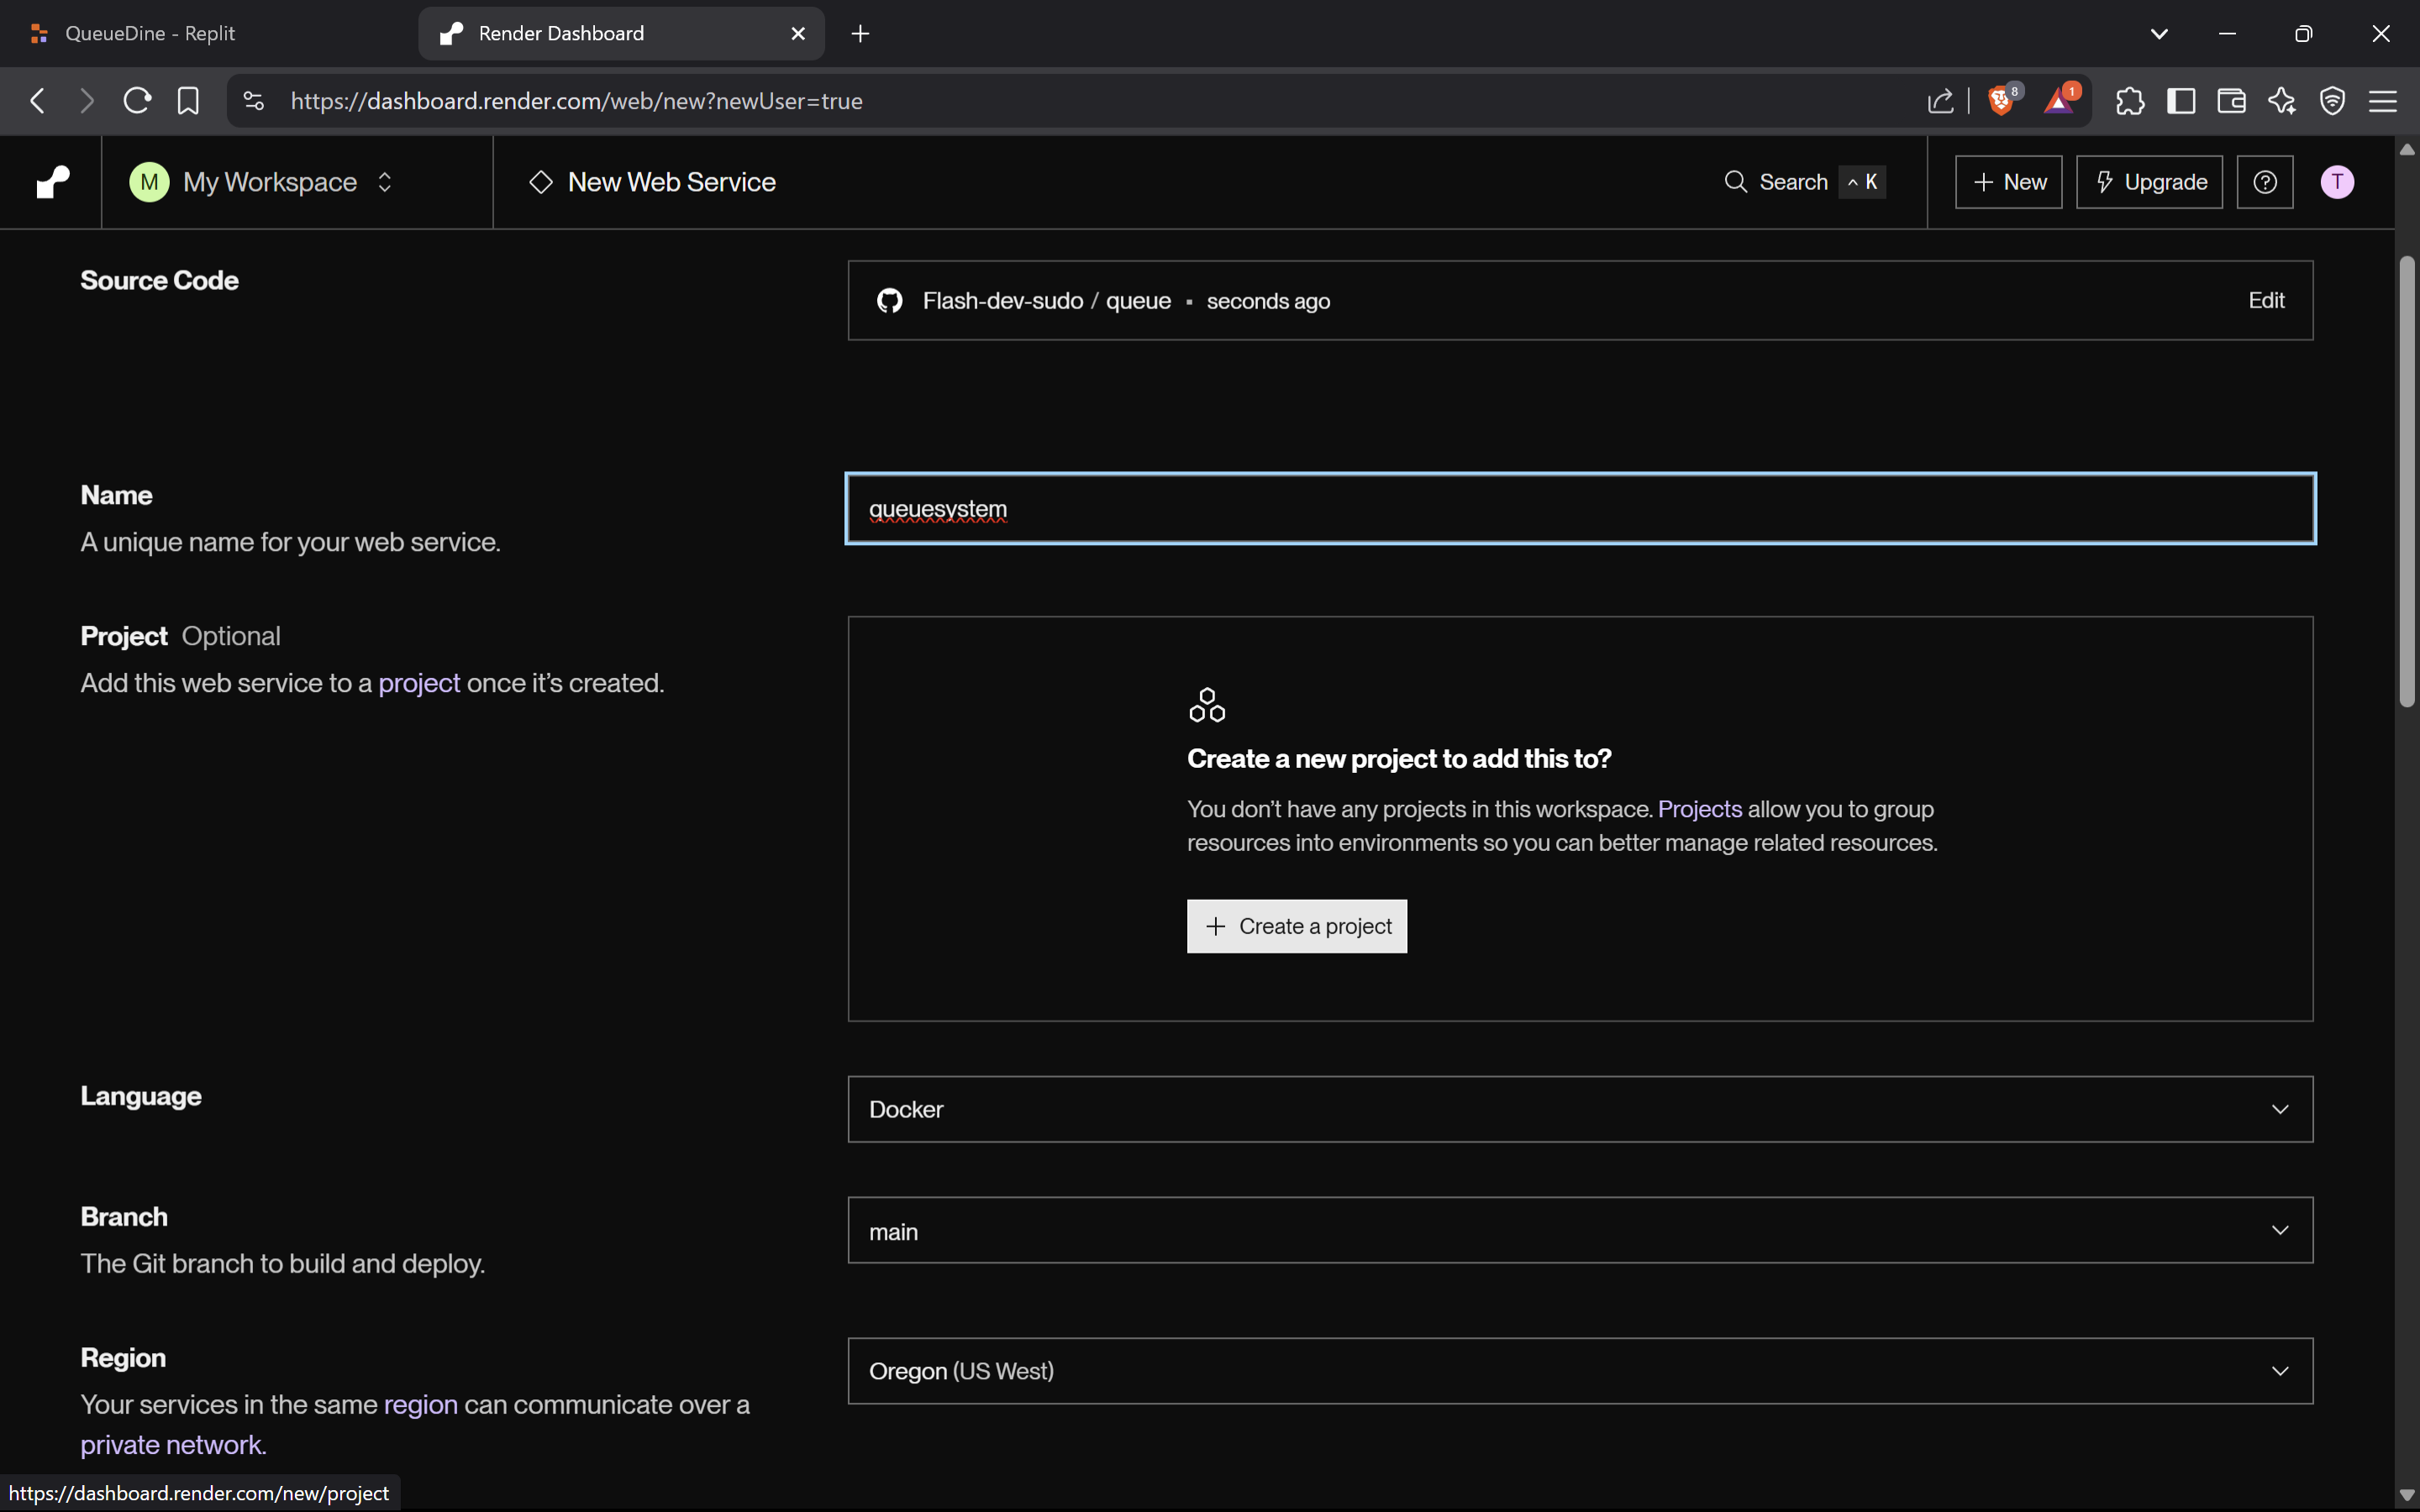 QueueDine - Replit
Render Dashboard
https://dashboard.render.com/web/new?newUser=true
8
1
M My Workspace
New Web Service
Search ^ K
+ New
Upgrade
T
Source Code
Flash-dev-sudo / queue ▪ seconds ago
Edit
Name
A unique name for your web service.
queuesystem
Project Optional
Add this web service to a project once it's created.
Create a new project to add this to?
You don't have any projects in this workspace. Projects allow you to group
resources into environments so you can better manage related resources.
+ Create a project
Language
Docker
Branch
The Git branch to build and deploy.
main
Region
Your services in the same region can communicate over a
private network.
Oregon (US West)
https://dashboard.render.com/new/project